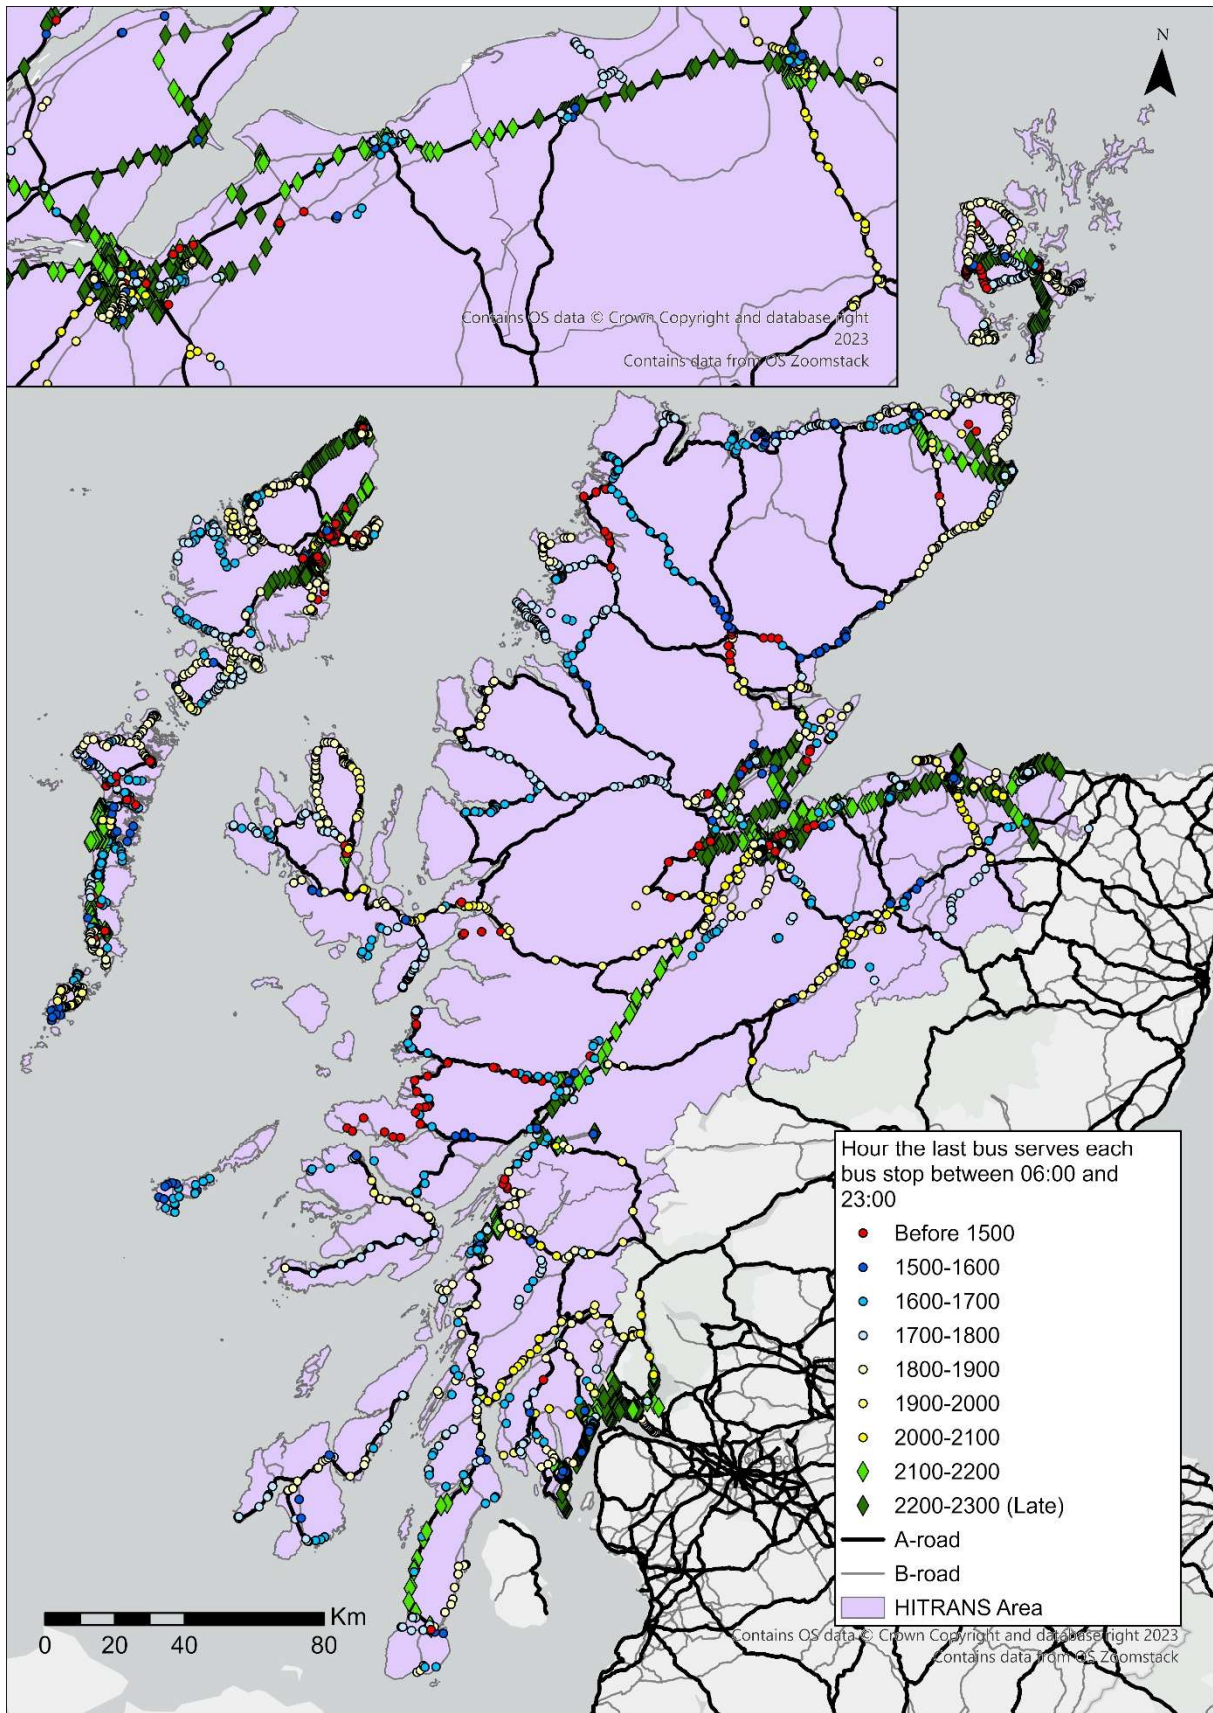 N
Contains OS data © Crown Copyright and database right
2023
Contains data from OS Zoomstack
Hour the last bus serves each
bus stop between 06:00 and
23:00
Before 1500
1500-1600
1600-1700
1700-1800
1800-1900
1900-2000
2000-2100
2100-2200
2200-2300 (Late)
A-road
B-road
HITRANS Area
Km
0 20 40 80
Contains OS data © Crown Copyright and database right 2023
Contains data from OS Zoomstack